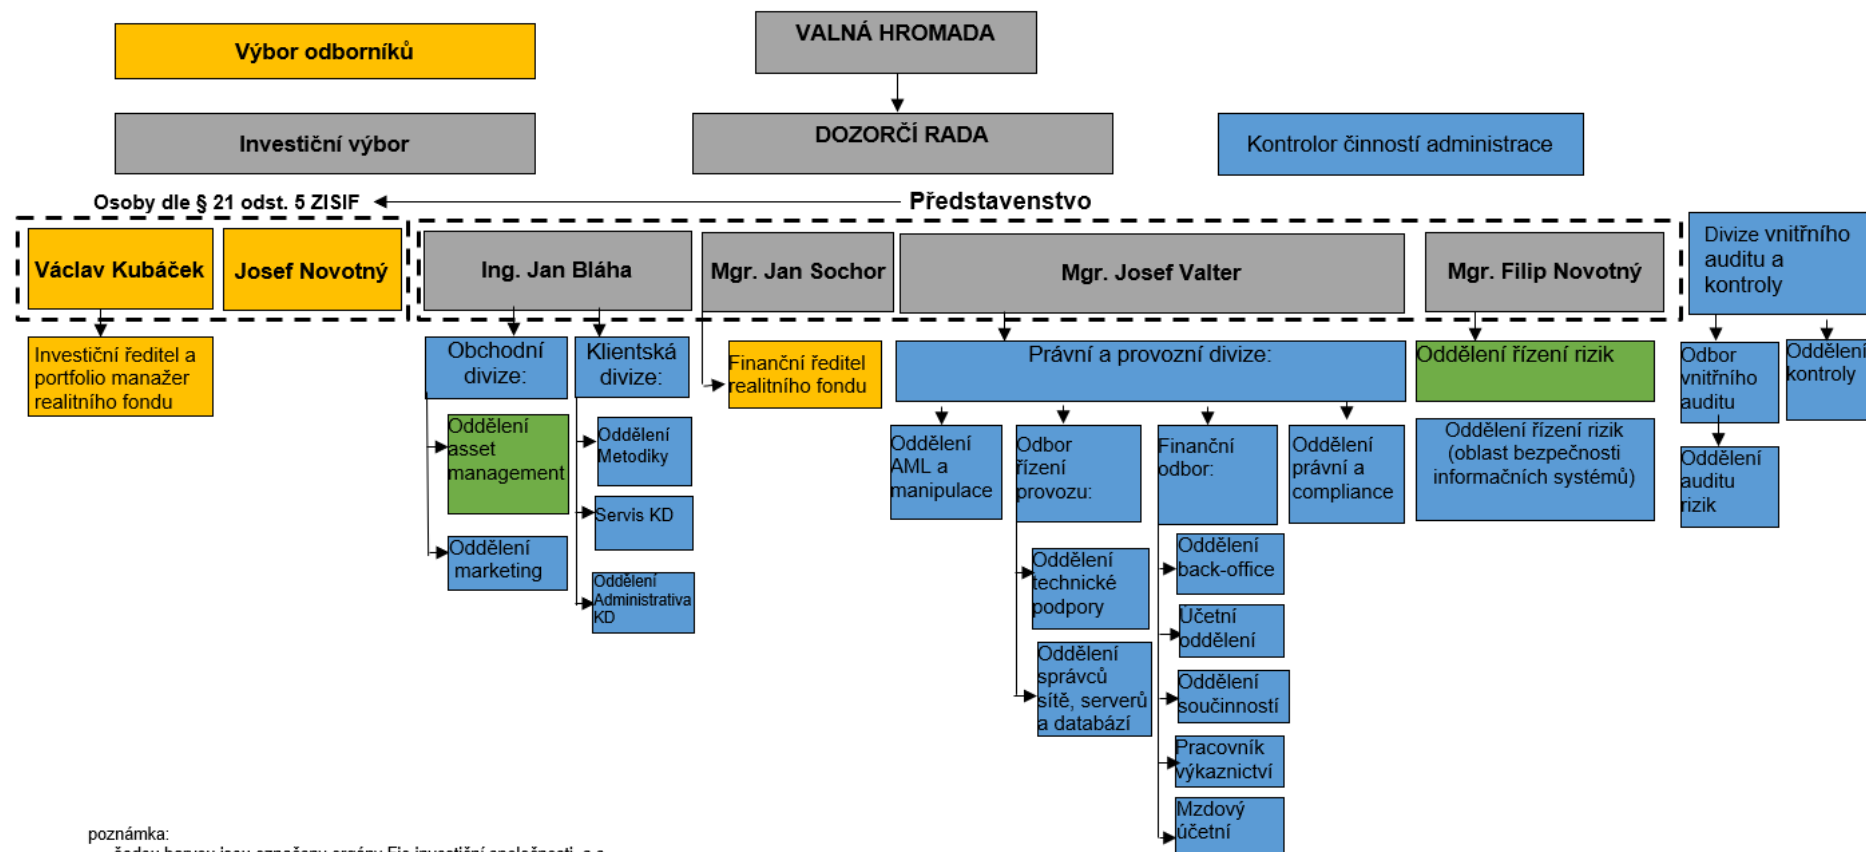 Výbor odborníků
VALNÁ HROMADA
Investiční výbor
DOZORČÍ RADA
Kontrolor činností administrace
Osoby dle § 21 odst. 5 ZISIF
Představenstvo
Václav Kubáček
Josef Novotný
Ing. Jan Bláha
Mgr. Jan Sochor
Mgr. Josef Valter
Mgr. Filip Novotný
Divize vnitřního
auditu a
kontroly
Investiční ředitel a
portfolio manažer
realitního fondu
Obchodní
divize:
Klientská
divize:
Finanční ředitel
realitního fondu
Právní a provozní divize:
Oddělení řízení rizik
Odbor
vnitřního
auditu
Oddělení
kontroly
Oddělení
asset
management
Oddělení
marketing
Oddělení
Metodiky
Servis KD
Oddělení
Administrativa
KD
Oddělení
AML a
manipulace
Odbor
řízení
provozu:
Finanční
odbor:
Oddělení
právní a
compliance
Oddělení řízení rizik
(oblast bezpečnosti
informačních systémů)
Oddělení
auditu
rizik
Oddělení
technické
podpory
Oddělení
správců
sítě, serverů
a databází
Oddělení
back-office
Účetní
oddělení
Oddělení
součinností
Pracovník
výkaznictví
Mzdový
účetní
poznámka: